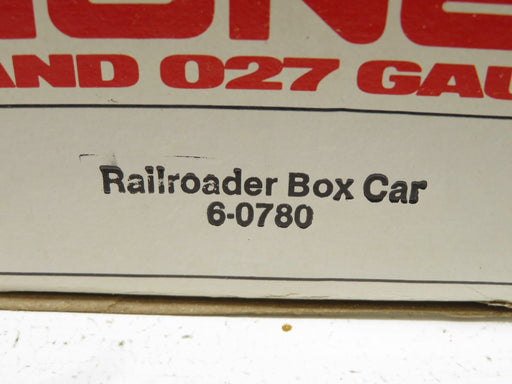 AND 027 GAU
Railroader Box Car
6-0780